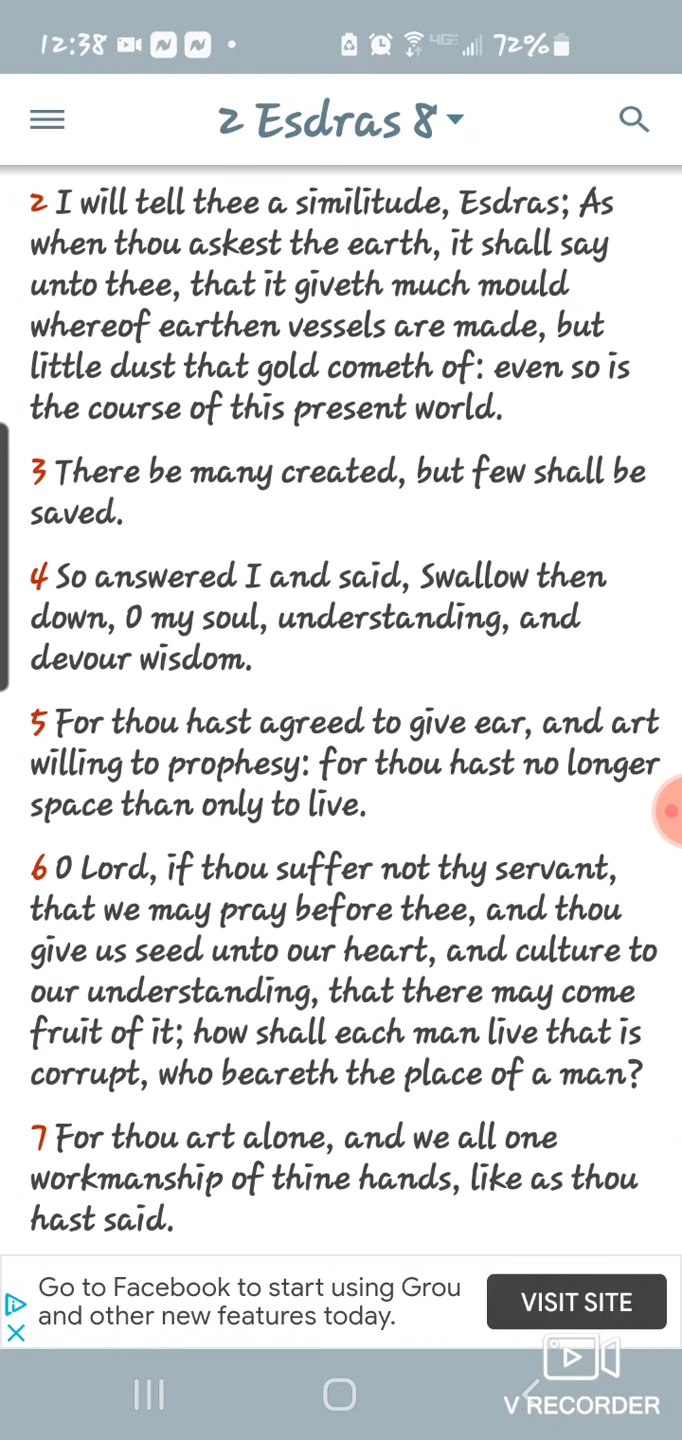 12:38 4GE 72%
2 Esdras 8
2 I will tell thee a similitude, Esdras; As
when thou askest the earth, it shall say
unto thee, that it giveth much mould
whereof earthen vessels are made, but
little dust that gold cometh of: even so is
the course of this present world.
3 There be many created, but few shall be
saved.
4 So answered I and said, Swallow then
down, O my soul, understanding, and
devour wisdom.
5 For thou hast agreed to give ear, and art
willing to prophesy: for thou hast no longer
space than only to live.
6 O Lord, if thou suffer not thy servant,
that we may pray before thee, and thou
give us seed unto our heart, and culture to
our understanding, that there may come
fruit of it; how shall each man live that is
corrupt, who beareth the place of a man?
7 For thou art alone, and we all one
workmanship of thine hands, like as thou
hast said.
Go to Facebook to start using Grou
and other new features today.
VISIT SITE
V RECORDER